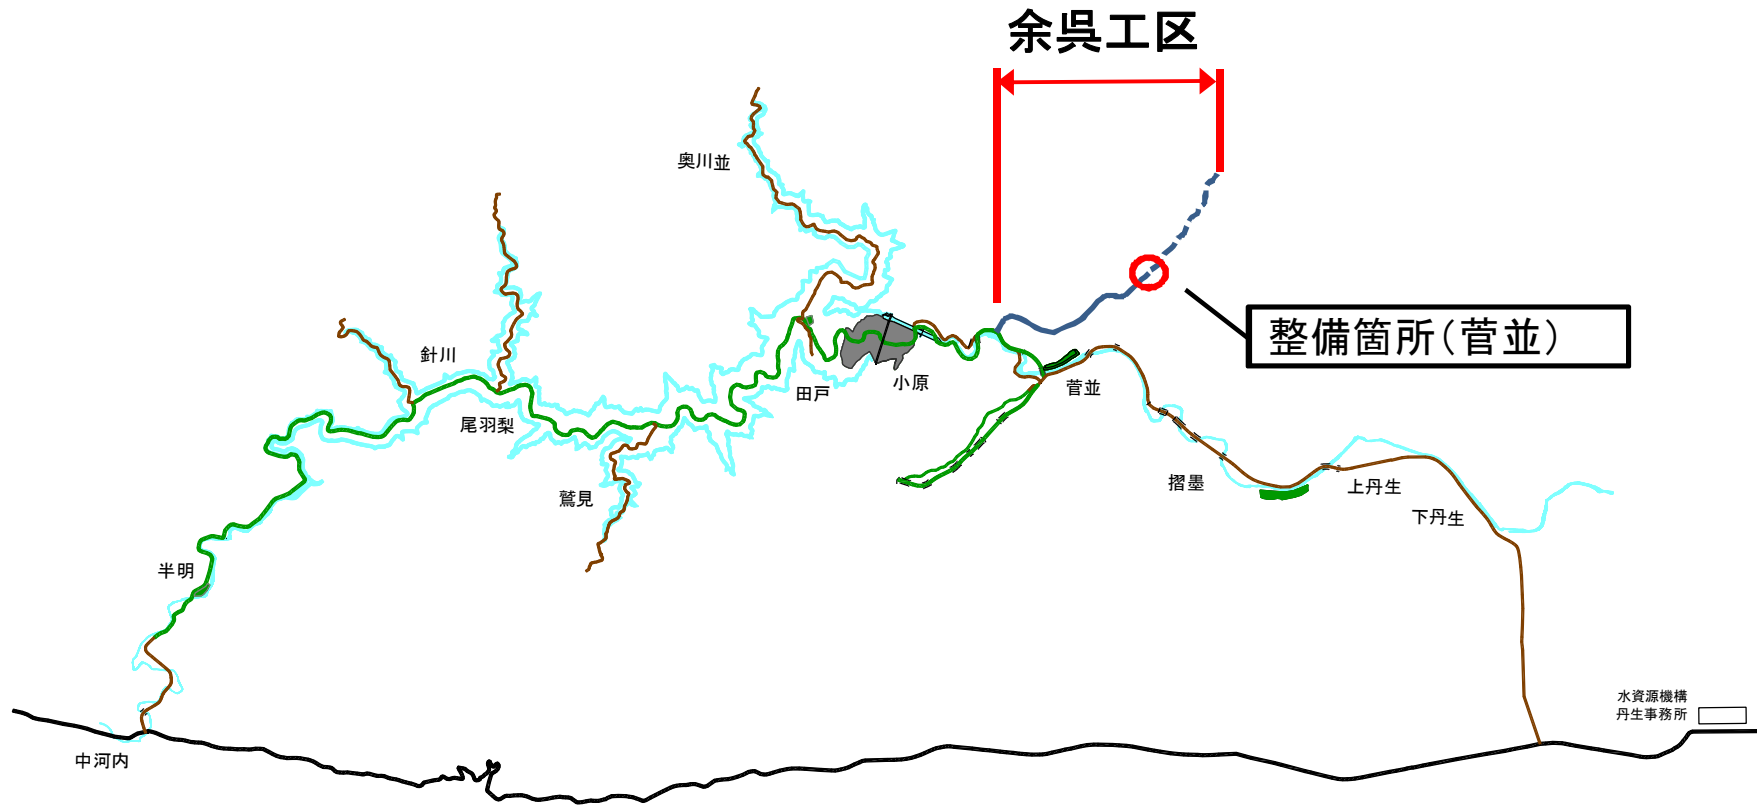 余呉工区
奥川並
整備箇所(菅並)
針川
田戸
小原
菅並
尾羽梨
鷲見
摺墨
上丹生
下丹生
半明
水資源機構
丹生事務所
中河内